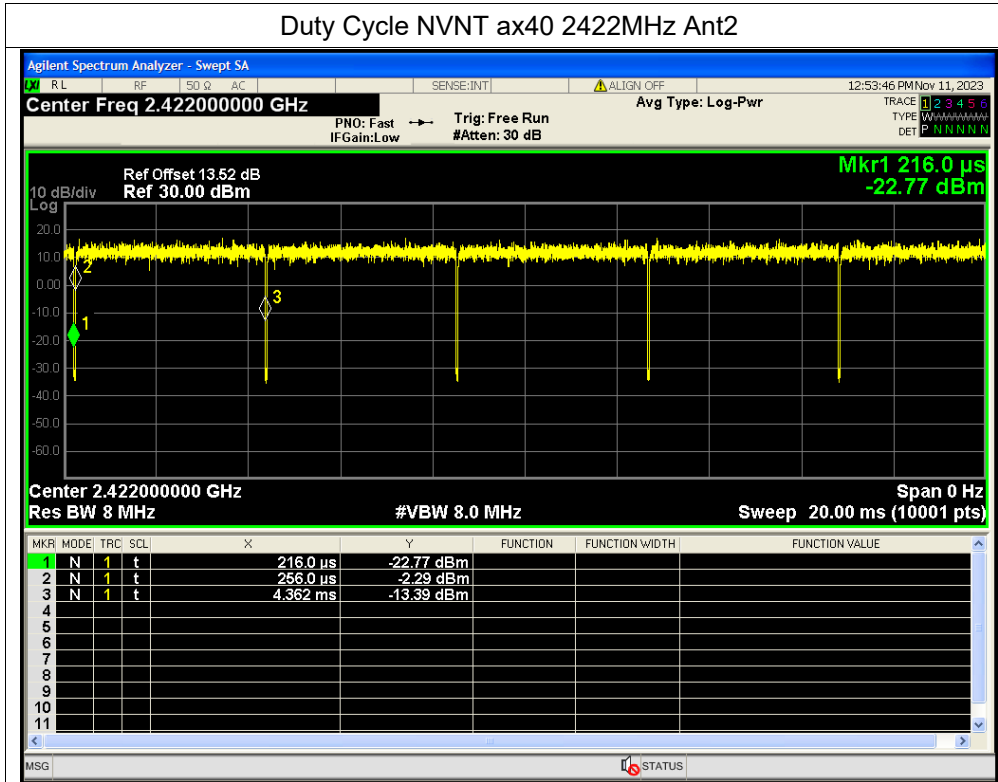 Duty Cycle NVNT ax40 2422MHz Ant2
Agilent Spectrum Analyzer - Swept SA
LXI RL RF 50 Ω AC SENSE:INT ALIGN OFF 12:53:46 PM Nov 11, 2023
Center Freq 2.422000000 GHz Avg Type: Log-Pwr TRACE 1 2 3 4 5 6
PNO: Fast Trig: Free Run TYPE WWWWWW
IFGain:Low #Atten: 30 dB DET P N N N N N
Mkr1 216.0 µs
Ref Offset 13.52 dB
10 dB/div Ref 30.00 dBm -22.77 dBm
Log
20.0
10.0
2
0.00
3
-10.0
1
-20.0
-30.0
-40.0
-50.0
-60.0
Center 2.422000000 GHz Span 0 Hz
Res BW 8 MHz #VBW 8.0 MHz Sweep 20.00 ms (10001 pts)
MKR MODE TRC SCL X Y FUNCTION FUNCTION WIDTH FUNCTION VALUE
1 N 1 t 216.0 µs -22.77 dBm
2 N 1 t 256.0 µs -2.29 dBm
3 N 1 t 4.362 ms -13.39 dBm
4
5
6
7
8
9
10
11
MSG STATUS